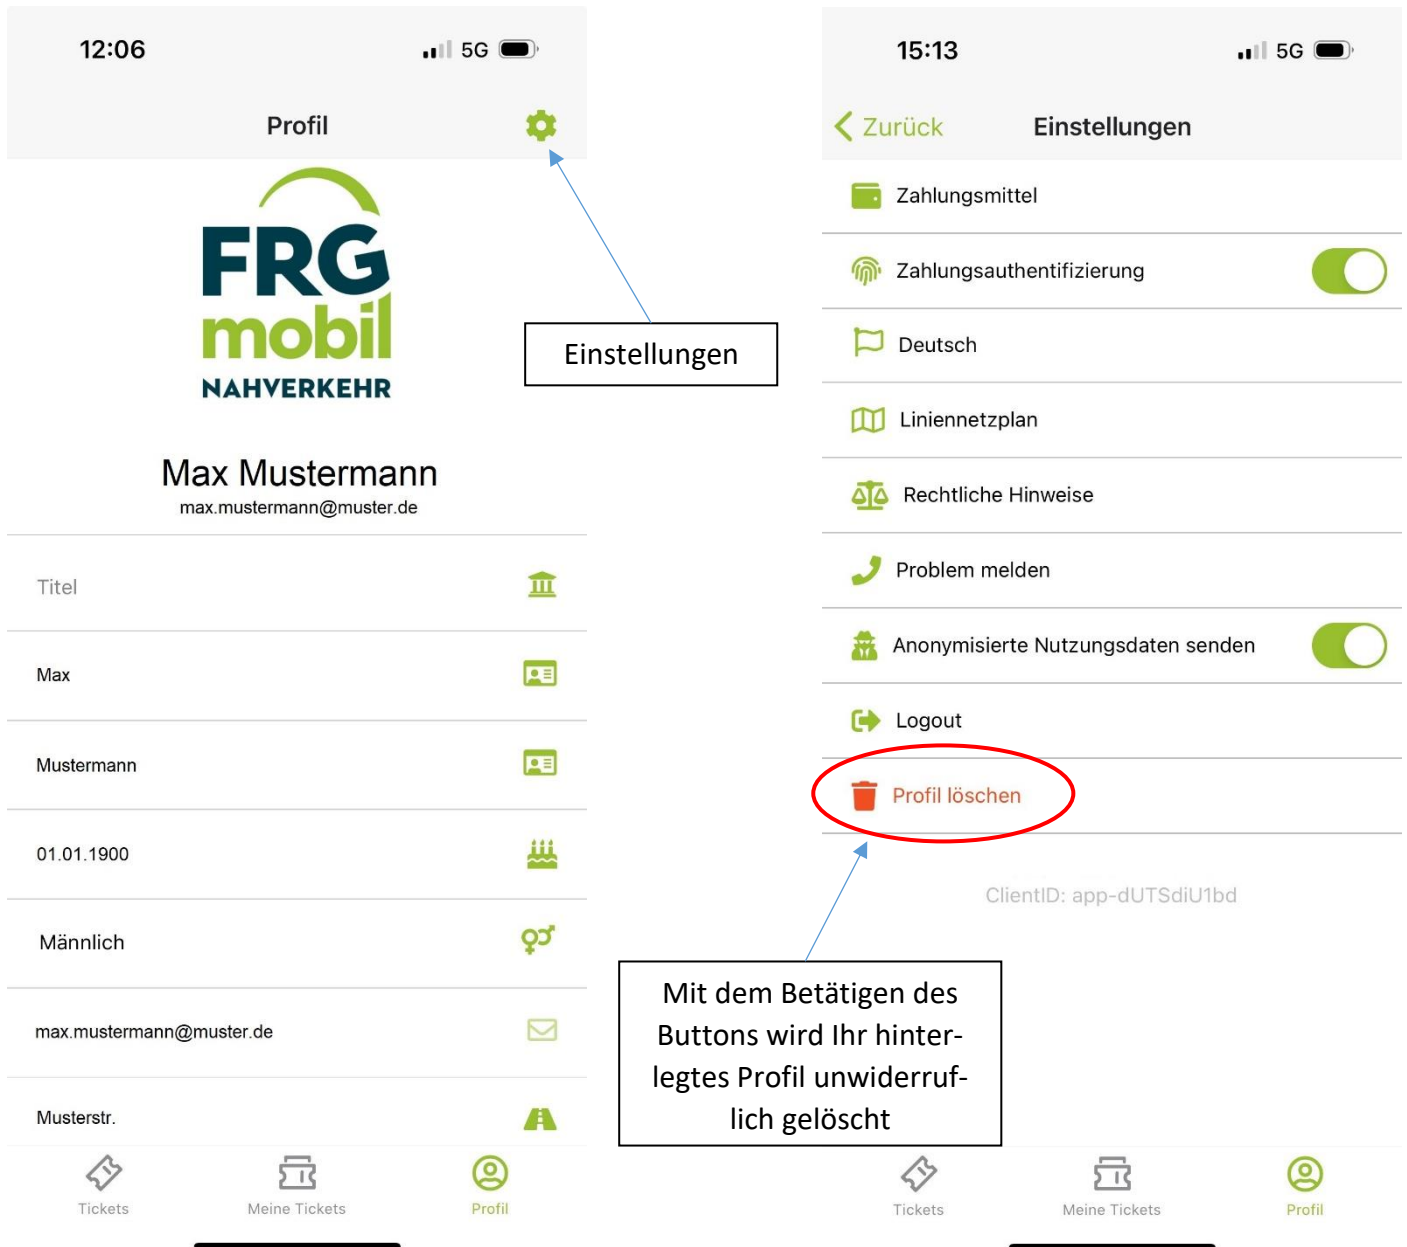 12:06
5G
Profil
FRG
mobil
NAHVERKEHR
Max Mustermann
max.mustermann@muster.de
Titel
Max
Mustermann
01.01.1900
Männlich
max.mustermann@muster.de
Musterstr.
Tickets
Meine Tickets
Profil
Einstellungen
15:13
5G
Zurück
Einstellungen
Zahlungsmittel
Zahlungsauthentifizierung
Deutsch
Liniennetzplan
Rechtliche Hinweise
Problem melden
Anonymisierte Nutzungsdaten senden
Logout
Profil löschen
ClientID: app-dUTSdiU1bd
Mit dem Betätigen des
Buttons wird Ihr hinter-
legtes Profil unwiderruf-
lich gelöscht
Tickets
Meine Tickets
Profil